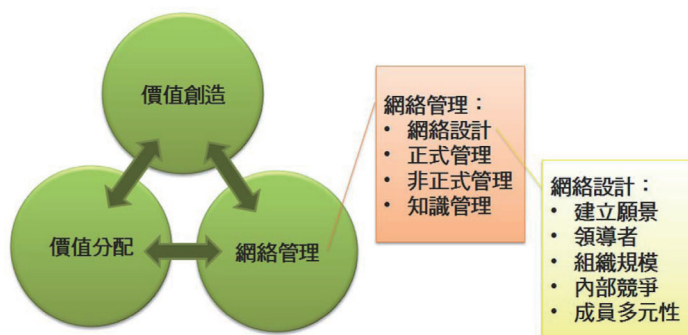 價值創造
價值分配
網絡管理
網絡管理：
• 網絡設計
• 正式管理
• 非正式管理
• 知識管理
網絡設計：
• 建立願景
• 領導者
• 組織規模
• 內部競爭
• 成員多元性